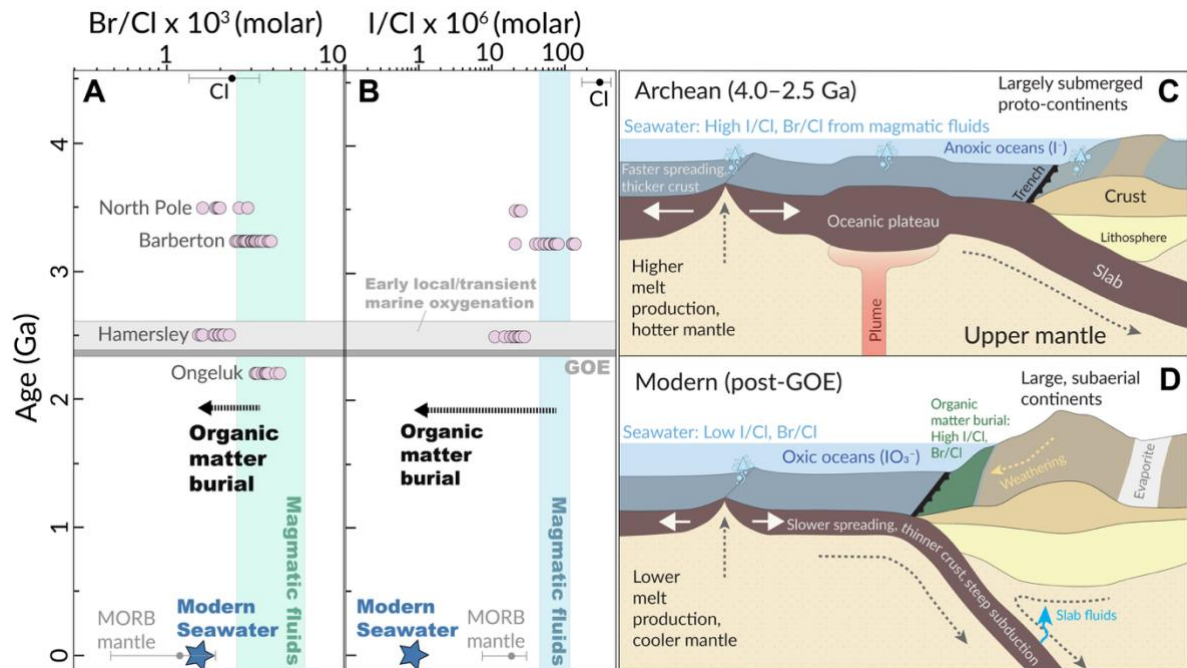 Br/Cl x 10³ (molar)
1
10
I/Cl x 10⁶ (molar)
1
10
100
A
CI
B
CI
Age (Ga)
4
3
2
1
0
North Pole
Barberton
Early local/transient
marine oxygenation
Hamersley
GOE
Ongeluk
Organic
matter
burial
Organic
matter
burial
Magmatic fluids
Magmatic fluids
MORB
mantle
Modern
Seawater
Modern
Seawater
MORB
mantle
Archean (4.0–2.5 Ga)
Largely submerged
proto-continents
C
Seawater: High I/Cl, Br/Cl from magmatic fluids
Anoxic oceans (I⁻)
Faster spreading,
thicker crust
Trench
Crust
Oceanic plateau
Lithosphere
Slab
Higher
melt
production,
hotter mantle
Plume
Upper mantle
Modern (post-GOE)
Large, subaerial
continents
D
Organic
matter burial:
High I/Cl,
Br/Cl
Seawater: Low I/Cl, Br/Cl
Oxic oceans (IO₃⁻)
Weathering
Evaporite
Slower spreading, thinner crust, steep subduction
Lower
melt
production,
cooler mantle
Slab fluids